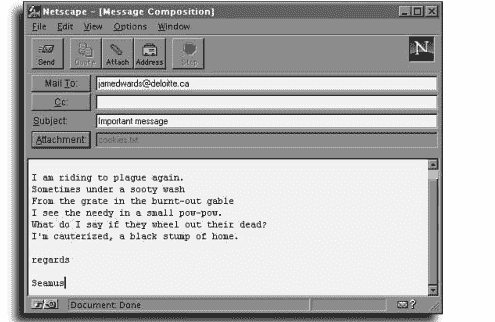 Netscape - [Message Composition]
File Edit View Options Window
N
Send Quote Attach Address Stop
Mail To: jamedwards@deloitte.ca
Cc:
Subject: Important message
Attachment cookies.txt
I am riding to plague again.
Sometimes under a sooty wash
From the grate in the burnt-out gable
I see the needy in a small pow-pow.
What do I say if they wheel out their dead?
I'm cauterized, a black stump of home.
regards
Seamus
Document: Done